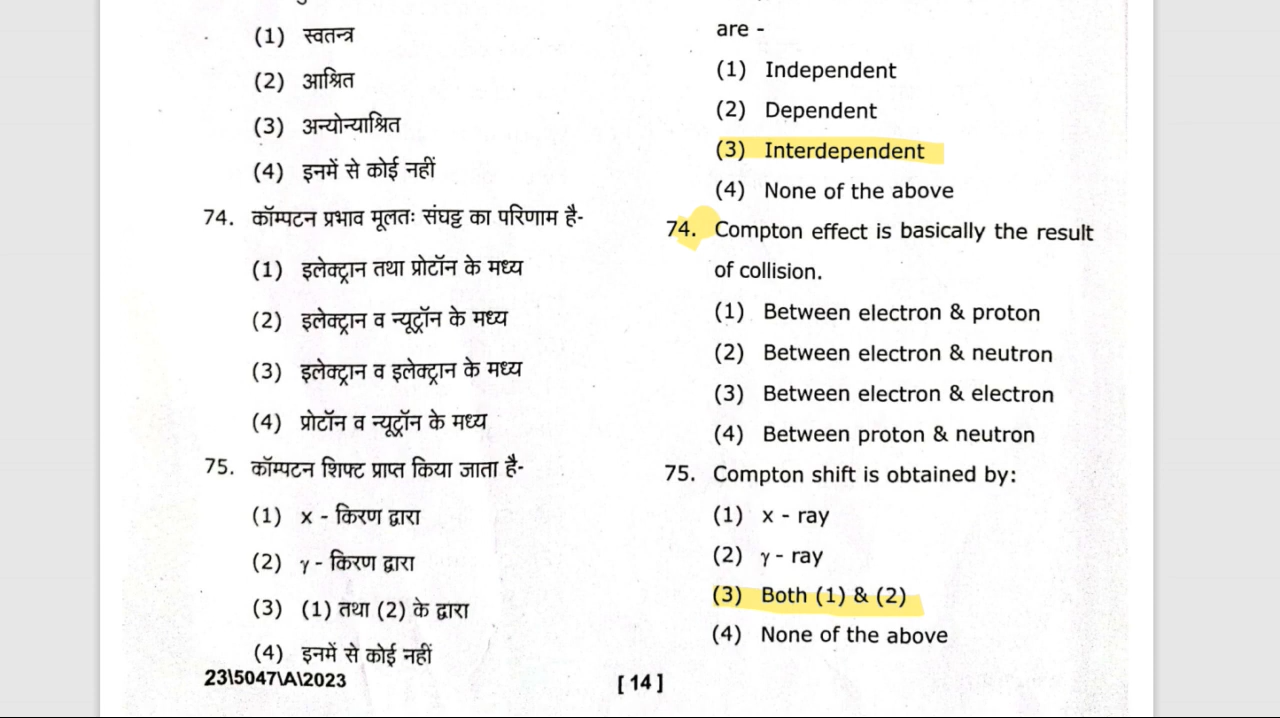 (1) स्वतन्त्र
(2) आश्रित
(3) अन्योन्याश्रित
(4) इनमें से कोई नहीं
74. कॉम्पटन प्रभाव मूलतः संघट्ट का परिणाम है-
(1) इलेक्ट्रान तथा प्रोटॉन के मध्य
(2) इलेक्ट्रान व न्यूट्रॉन के मध्य
(3) इलेक्ट्रान व इलेक्ट्रान के मध्य
(4) प्रोटॉन व न्यूट्रॉन के मध्य
75. कॉम्पटन शिफ्ट प्राप्त किया जाता है-
(1) x - किरण द्वारा
(2) γ - किरण द्वारा
(3) (1) तथा (2) के द्वारा
(4) इनमें से कोई नहीं
are -
(1) Independent
(2) Dependent
(3) Interdependent
(4) None of the above
74. Compton effect is basically the result
of collision.
(1) Between electron & proton
(2) Between electron & neutron
(3) Between electron & electron
(4) Between proton & neutron
75. Compton shift is obtained by:
(1) x - ray
(2) γ - ray
(3) Both (1) & (2)
(4) None of the above
23\5047\A\2023
[ 14 ]